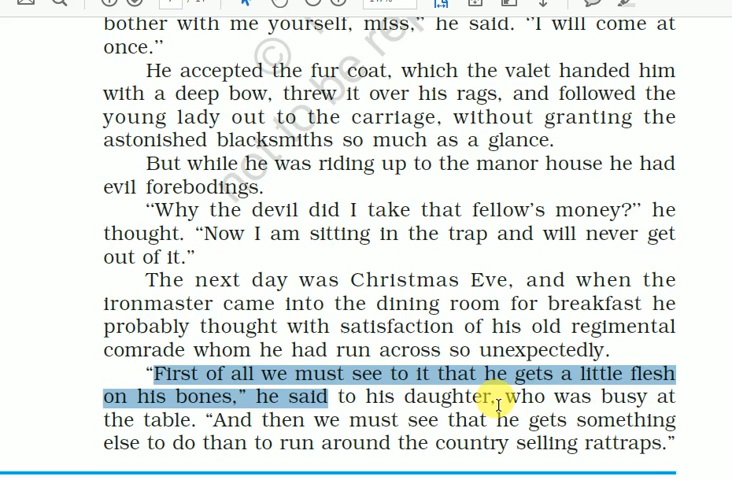 bother with me yourself, miss,” he said. “I will come at
once.”
He accepted the fur coat, which the valet handed him
with a deep bow, threw it over his rags, and followed the
young lady out to the carriage, without granting the
astonished blacksmiths so much as a glance.
But while he was riding up to the manor house he had
evil forebodings.
“Why the devil did I take that fellow’s money?” he
thought. “Now I am sitting in the trap and will never get
out of it.”
The next day was Christmas Eve, and when the
ironmaster came into the dining room for breakfast he
probably thought with satisfaction of his old regimental
comrade whom he had run across so unexpectedly.
“First of all we must see to it that he gets a little flesh
on his bones,” he said to his daughter, who was busy at
the table. “And then we must see that he gets something
else to do than to run around the country selling rattraps.”
©
not to be re